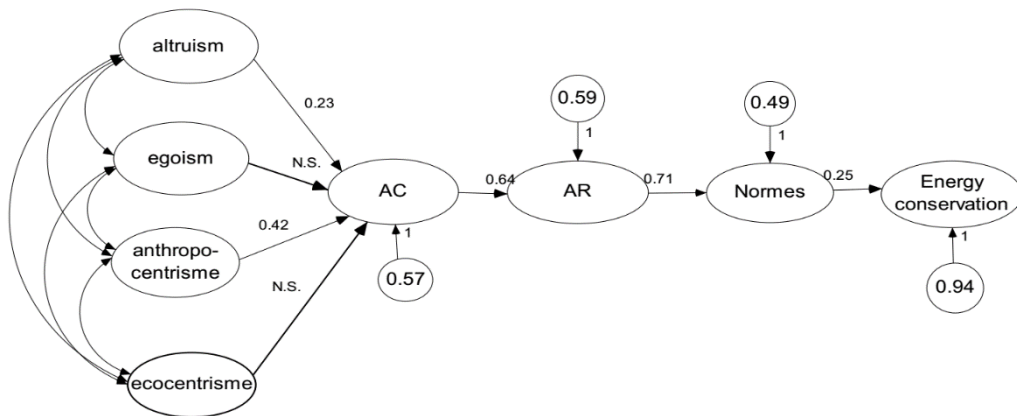 altruism
0.23
0.59
1
0.49
1
egoism
N.S.
AC
0.64
AR
0.71
Normes
0.25
Energy
conservation
anthropo-
centrisme
0.42
1
0.57
1
0.94
N.S.
ecocentrisme